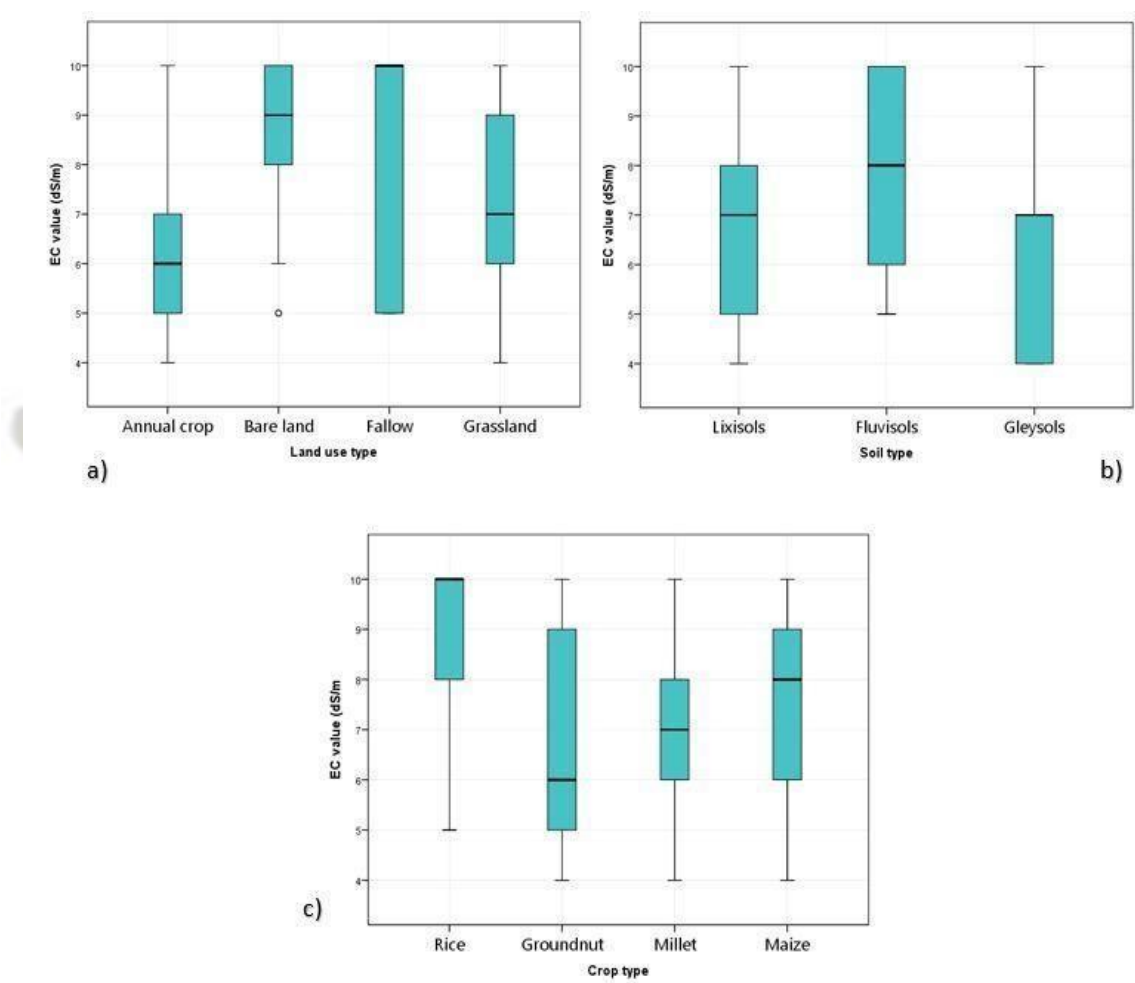 10
9
8
7
6
5
4
EC value (dS/m)
Annual crop Bare land Fallow Grassland
Land use type
a)
10
9
8
7
6
5
4
EC value (dS/m)
Lixisols Fluvisols Gleysols
Soil type
b)
10
9
8
7
6
5
4
EC value (dS/m
Rice Groundnut Millet Maize
Crop type
c)